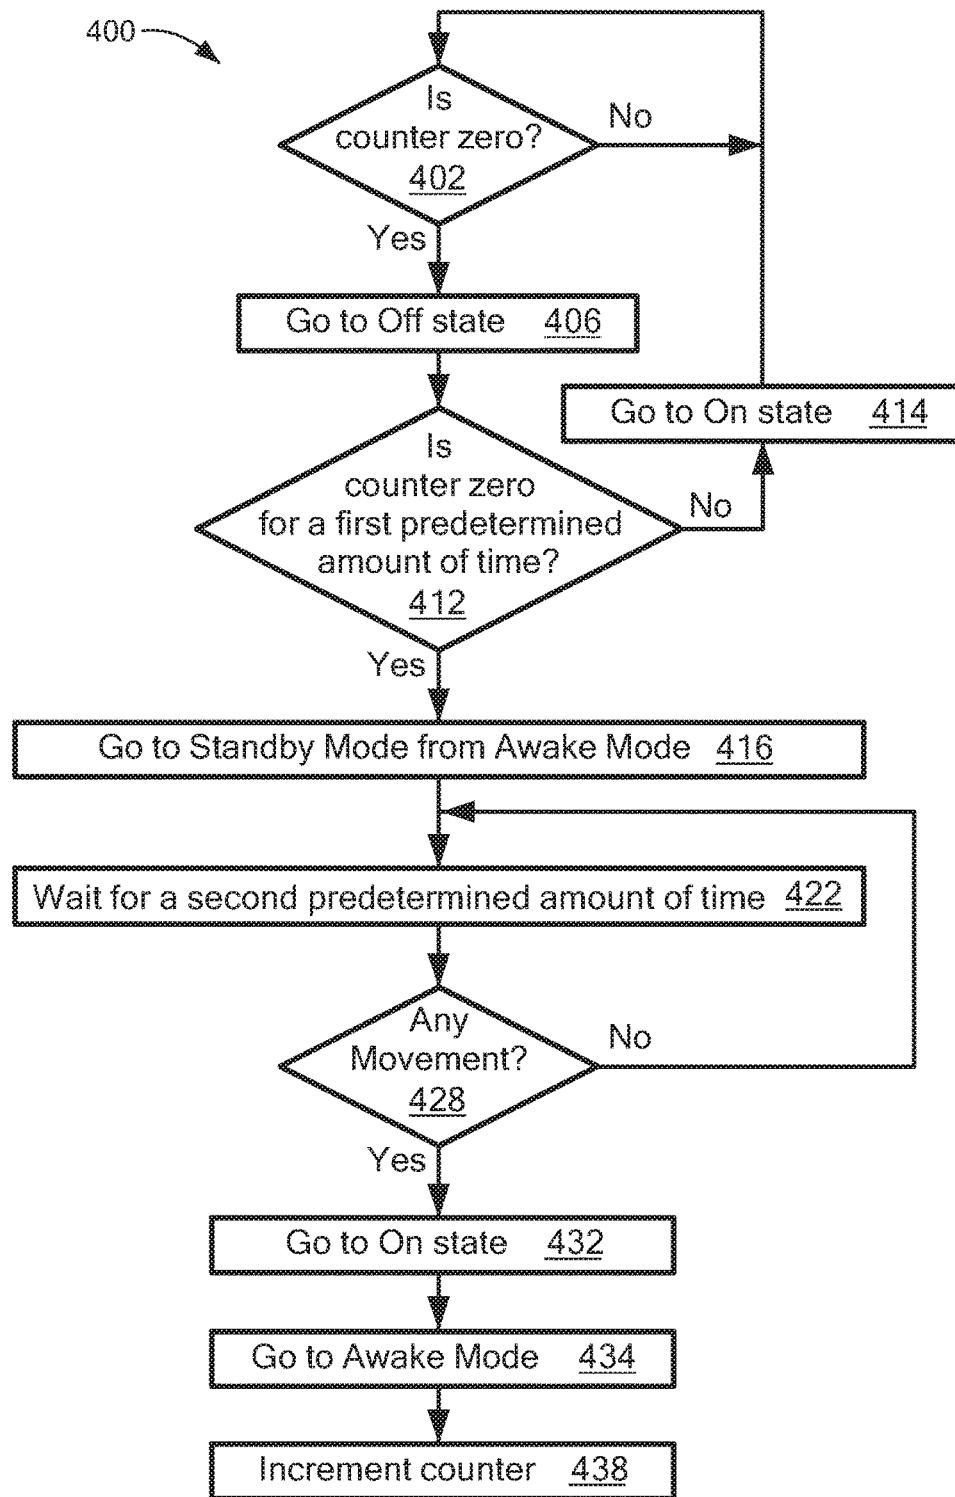 400
Is
counter zero?
402
No
Yes
Go to Off state 406
Go to On state 414
Is
counter zero
for a first predetermined
amount of time?
412
No
Yes
Go to Standby Mode from Awake Mode 416
Wait for a second predetermined amount of time 422
Any
Movement?
428
No
Yes
Go to On state 432
Go to Awake Mode 434
Increment counter 438